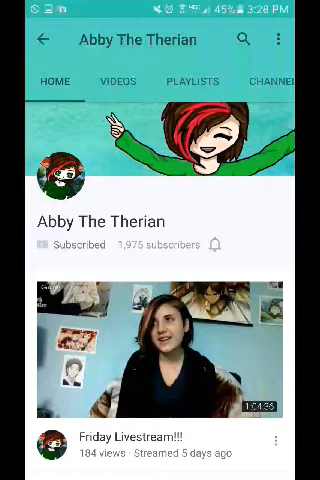 45% 3:28 PM
Abby The Therian
HOME VIDEOS PLAYLISTS CHANNEL
Abby The Therian
Subscribed 1,975 subscribers
1:04:36
Friday Livestream!!!
184 views · Streamed 5 days ago